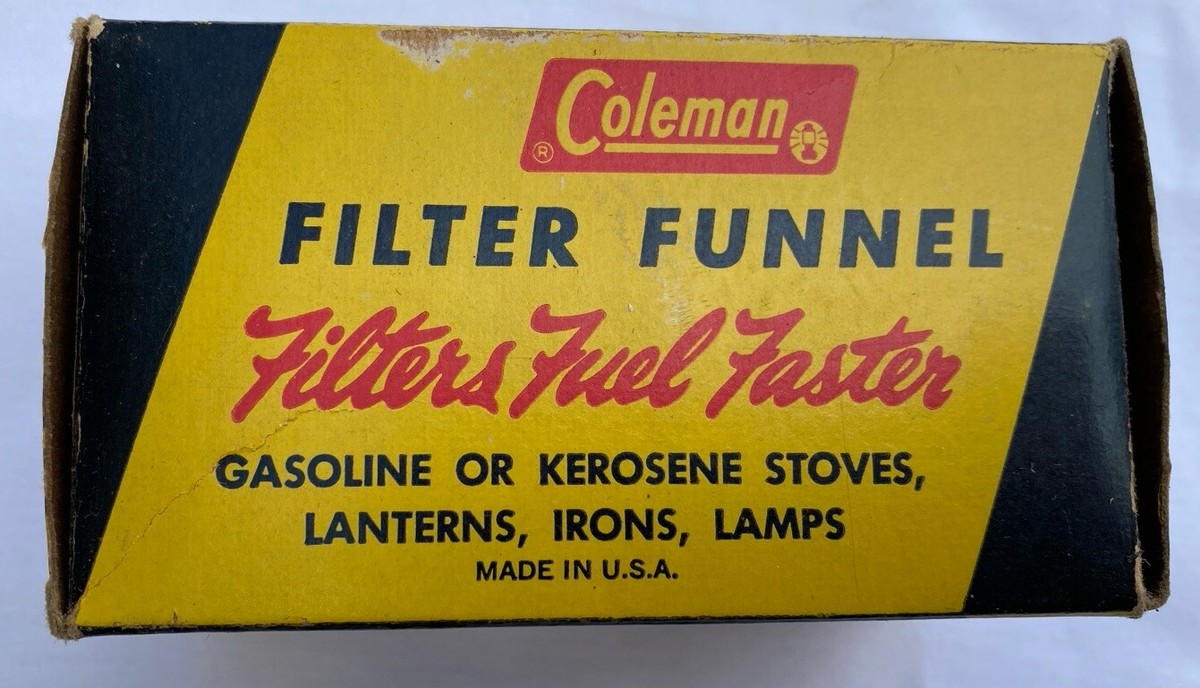 Coleman
®
FILTER FUNNEL
Filters Fuel Faster
GASOLINE OR KEROSENE STOVES,
LANTERNS, IRONS, LAMPS
MADE IN U.S.A.